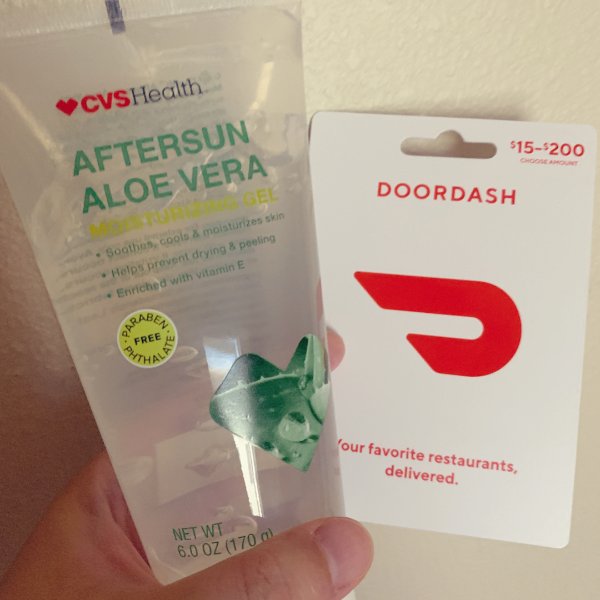 CVSHealth
AFTERSUN
ALOE VERA
MOISTURIZING GEL
• Soothes, cools & moisturizes skin
• Helps prevent drying & peeling
• Enriched with vitamin E
PARABEN
FREE
PHTHALATE
NET WT
6.0 OZ (170 g)
$15-$200
CHOOSE AMOUNT
DOORDASH
Your favorite restaurants,
delivered.